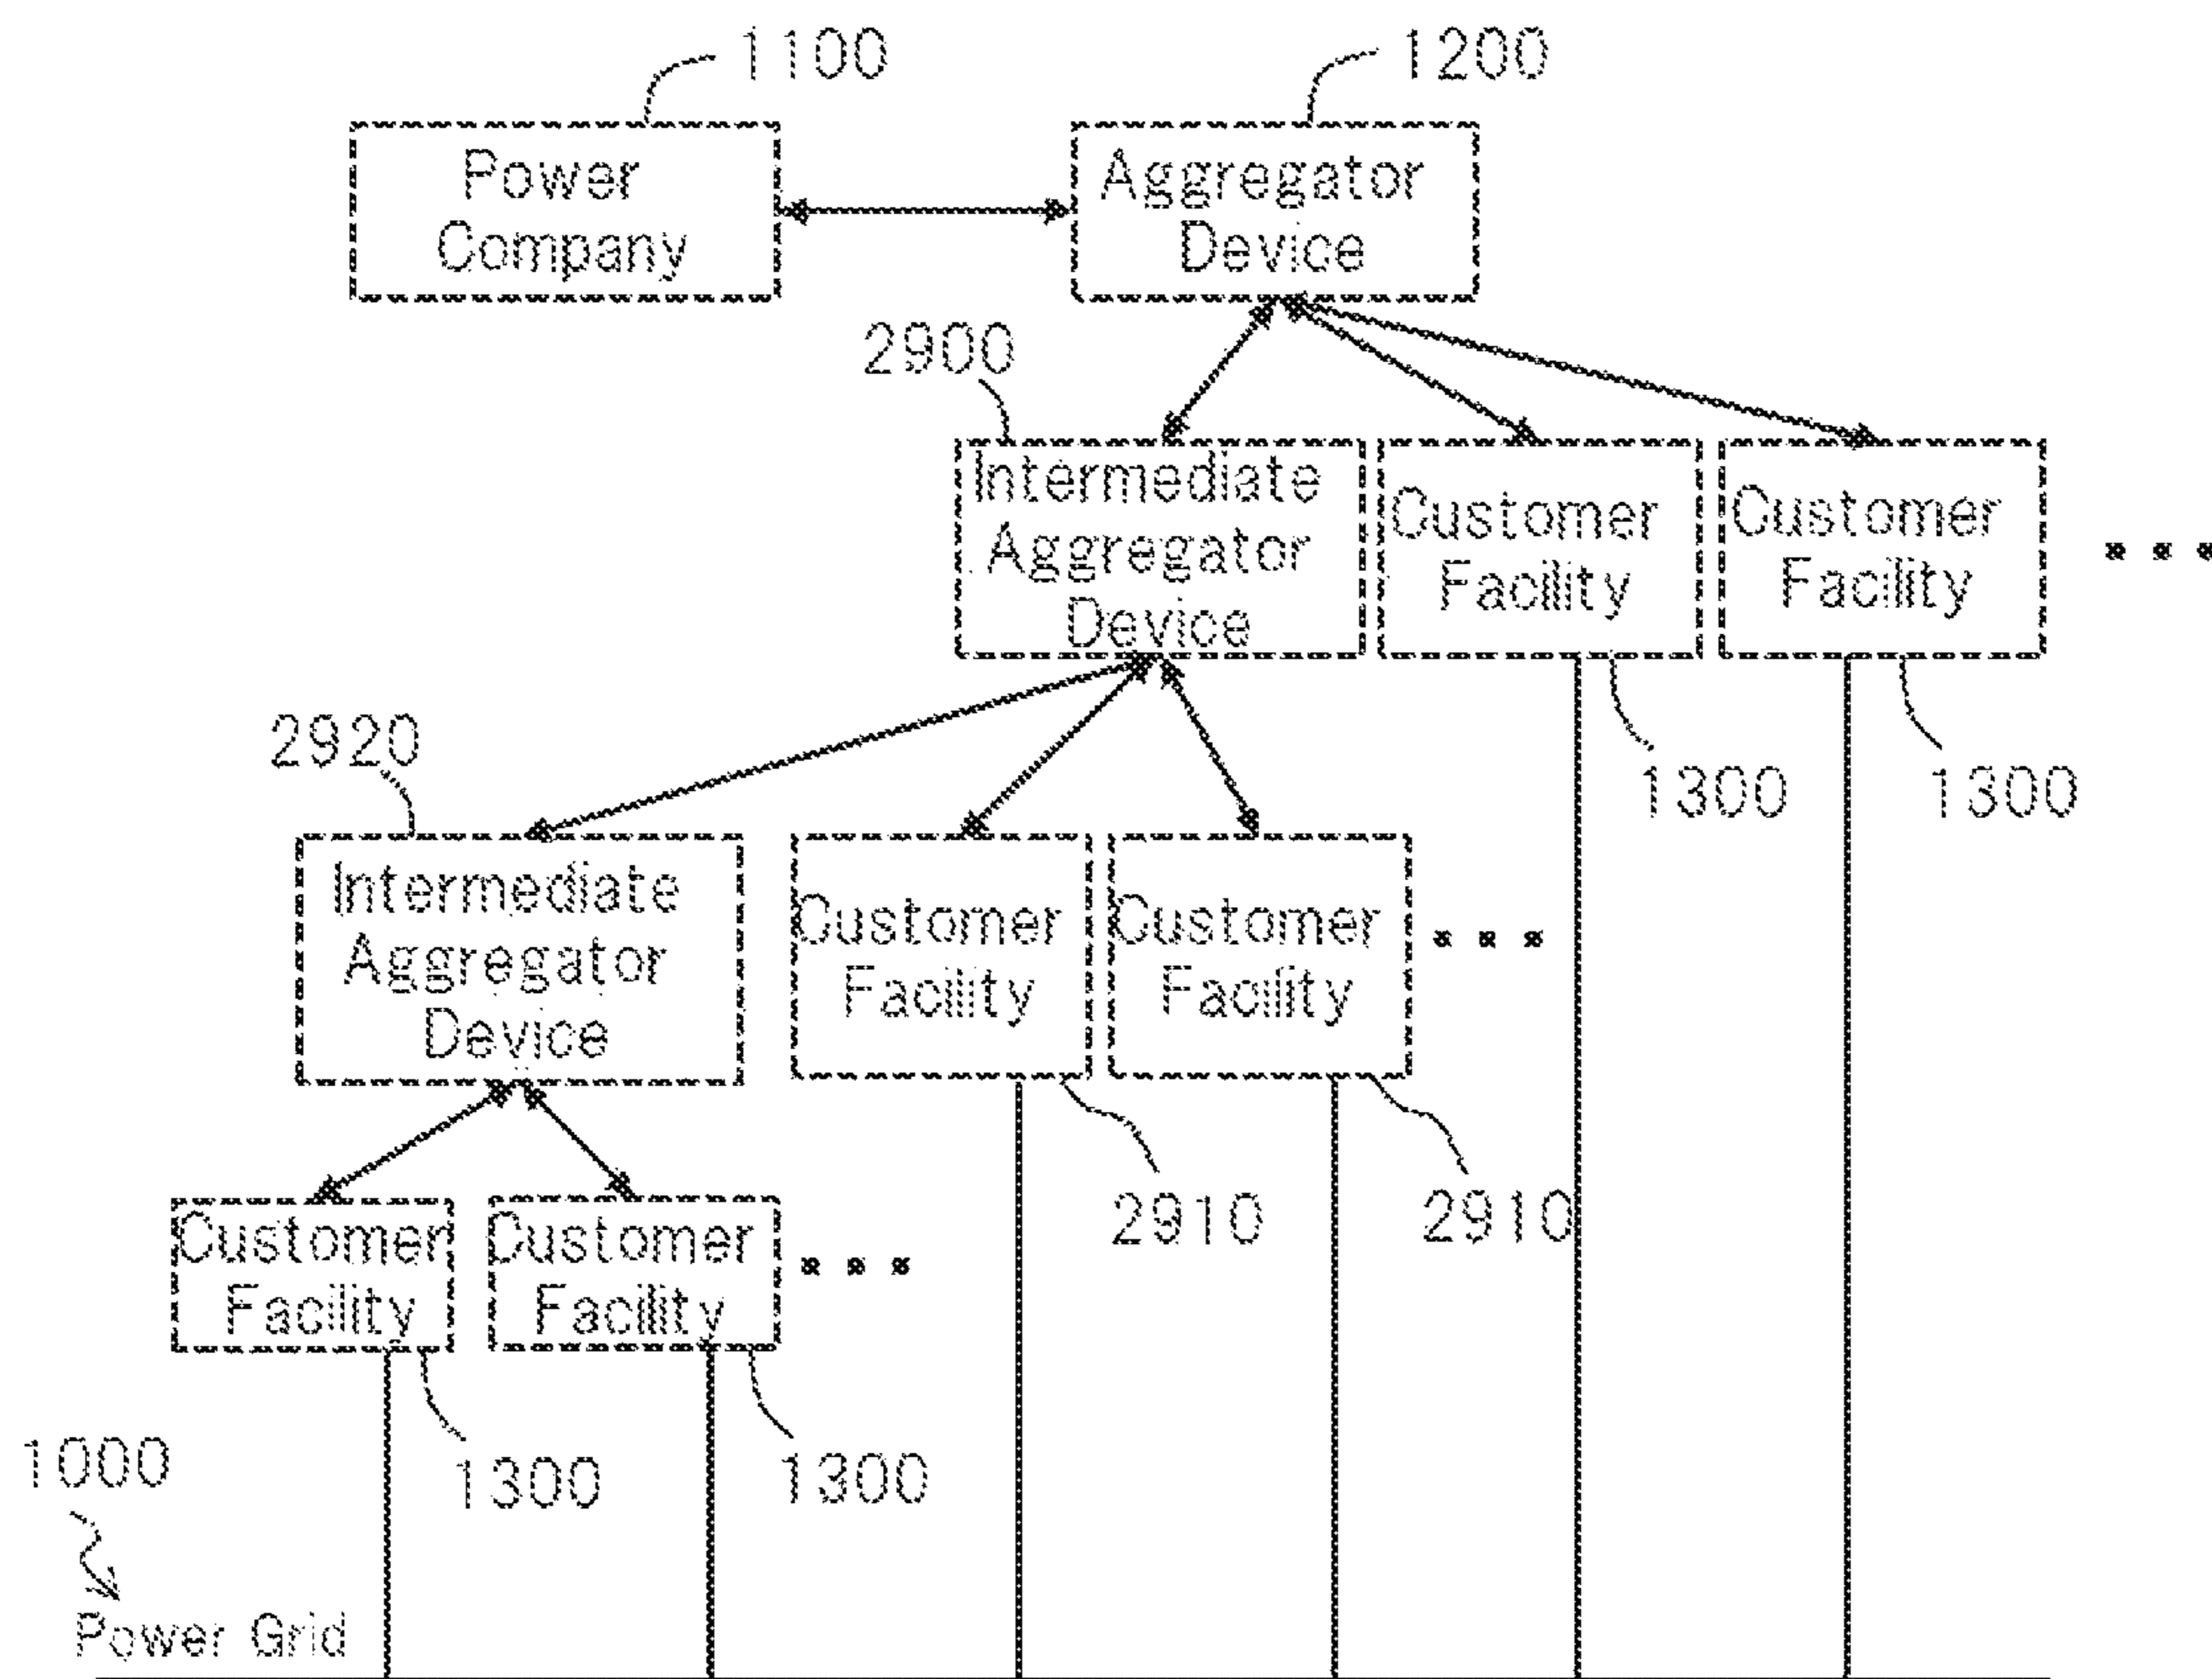 1100
1200
Power
Company
Aggregator
Device
2900
Intermediate
Aggregator
Device
Customer
Facility
Customer
Facility
2920
1300
1300
Intermediate
Aggregator
Device
Customer
Facility
Customer
Facility
2910
2910
Customer
Facility
Customer
Facility
1000
1300
1300
Power Grid